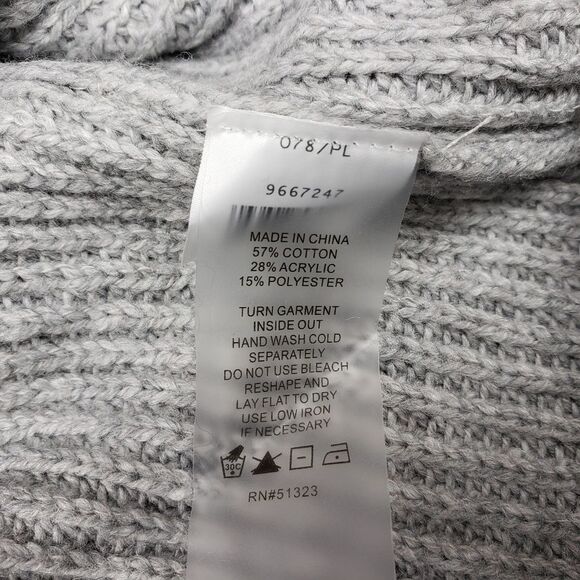 078/PL
9667247
MADE IN CHINA
57% COTTON
28% ACRYLIC
15% POLYESTER
TURN GARMENT
INSIDE OUT
HAND WASH COLD
SEPARATELY
DO NOT USE BLEACH
RESHAPE AND
LAY FLAT TO DRY
USE LOW IRON
IF NECESSARY
30C
RN#51323